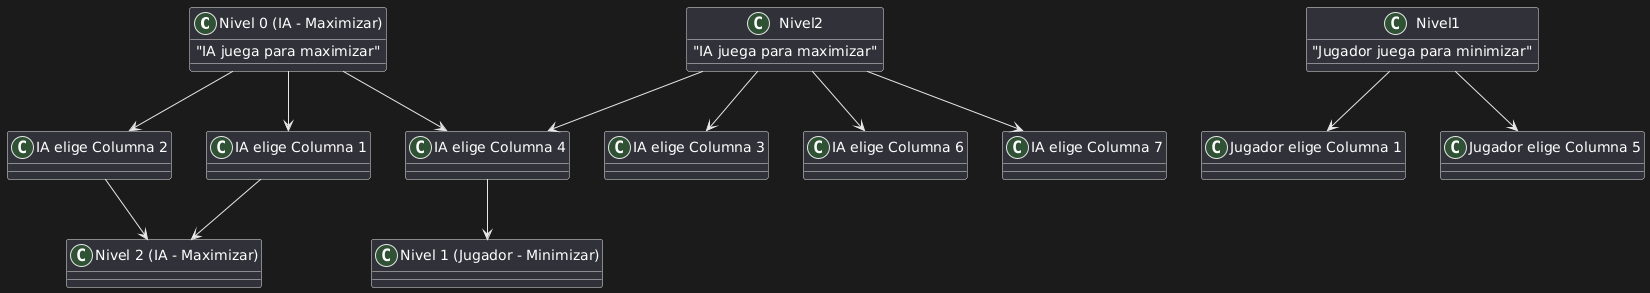 C Nivel 0 (IA - Maximizar)
"IA juega para maximizar"
C Nivel2
"IA juega para maximizar"
C Nivel1
"Jugador juega para minimizar"
C IA elige Columna 2
C IA elige Columna 1
C IA elige Columna 4
C IA elige Columna 3
C IA elige Columna 6
C IA elige Columna 7
C Jugador elige Columna 1
C Jugador elige Columna 5
C Nivel 2 (IA - Maximizar)
C Nivel 1 (Jugador - Minimizar)